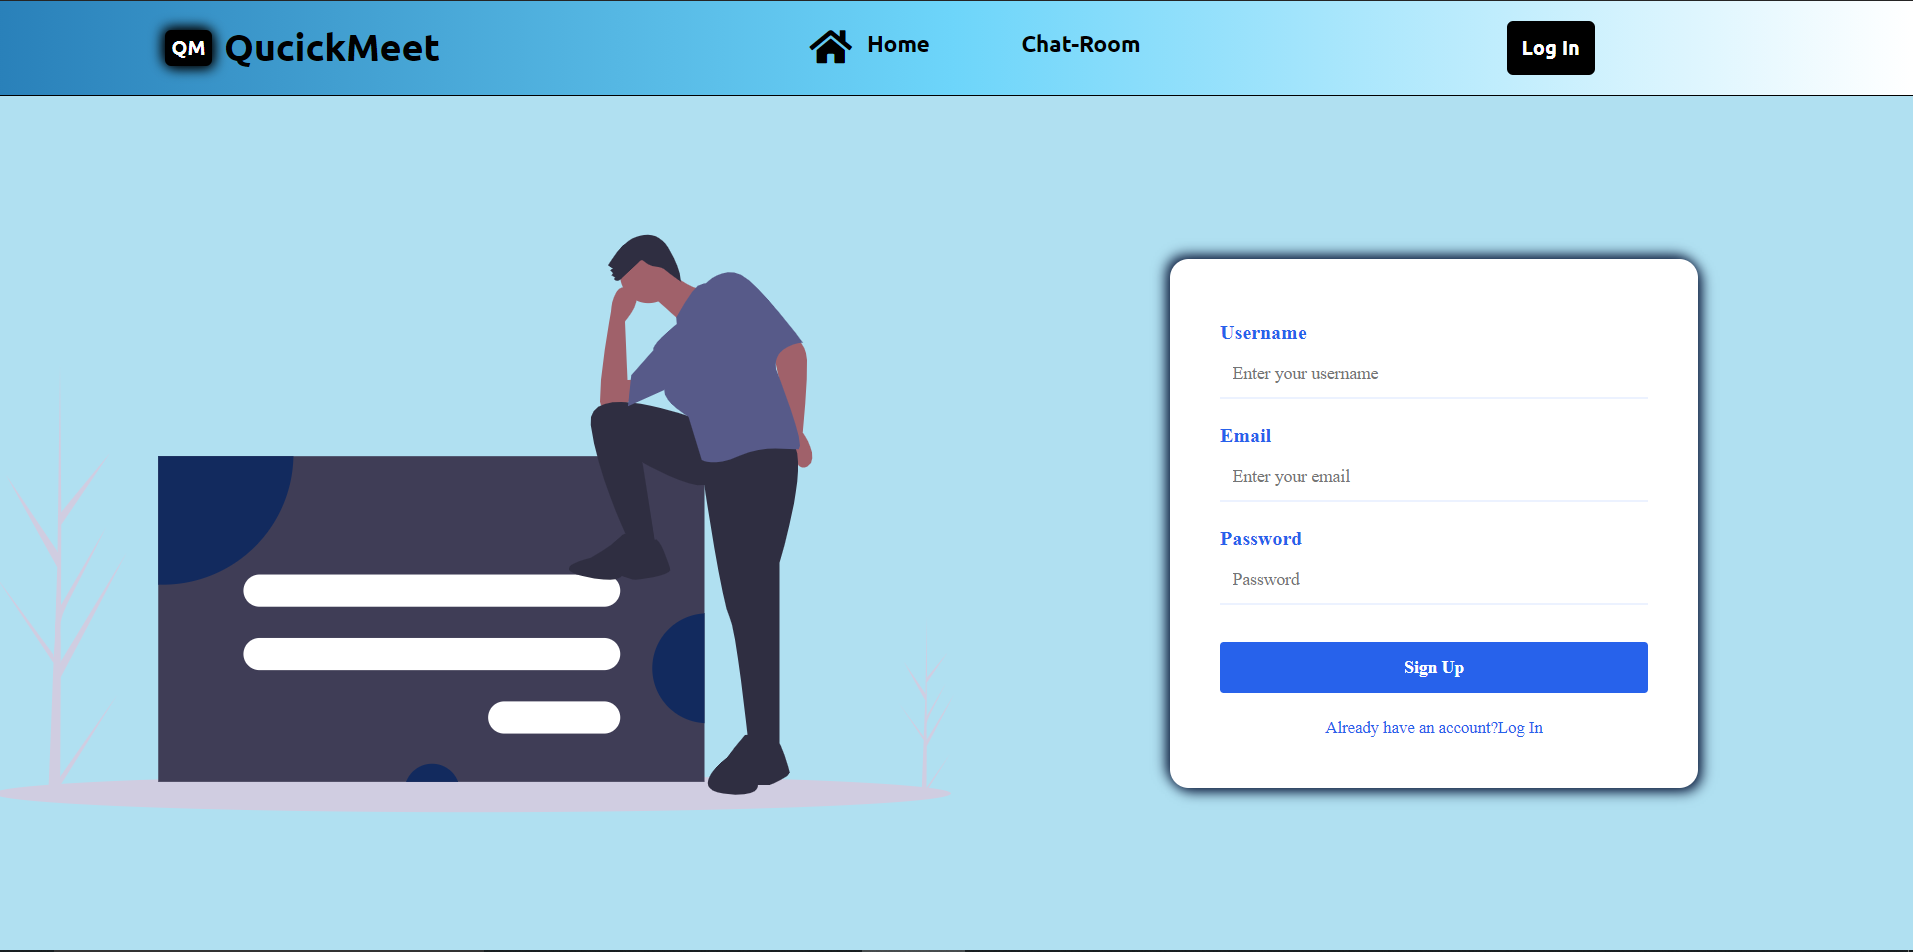 QM QucickMeet
Home
Chat-Room
Log In
Username
Enter your username
Email
Enter your email
Password
Password
Sign Up
Already have an account?Log In